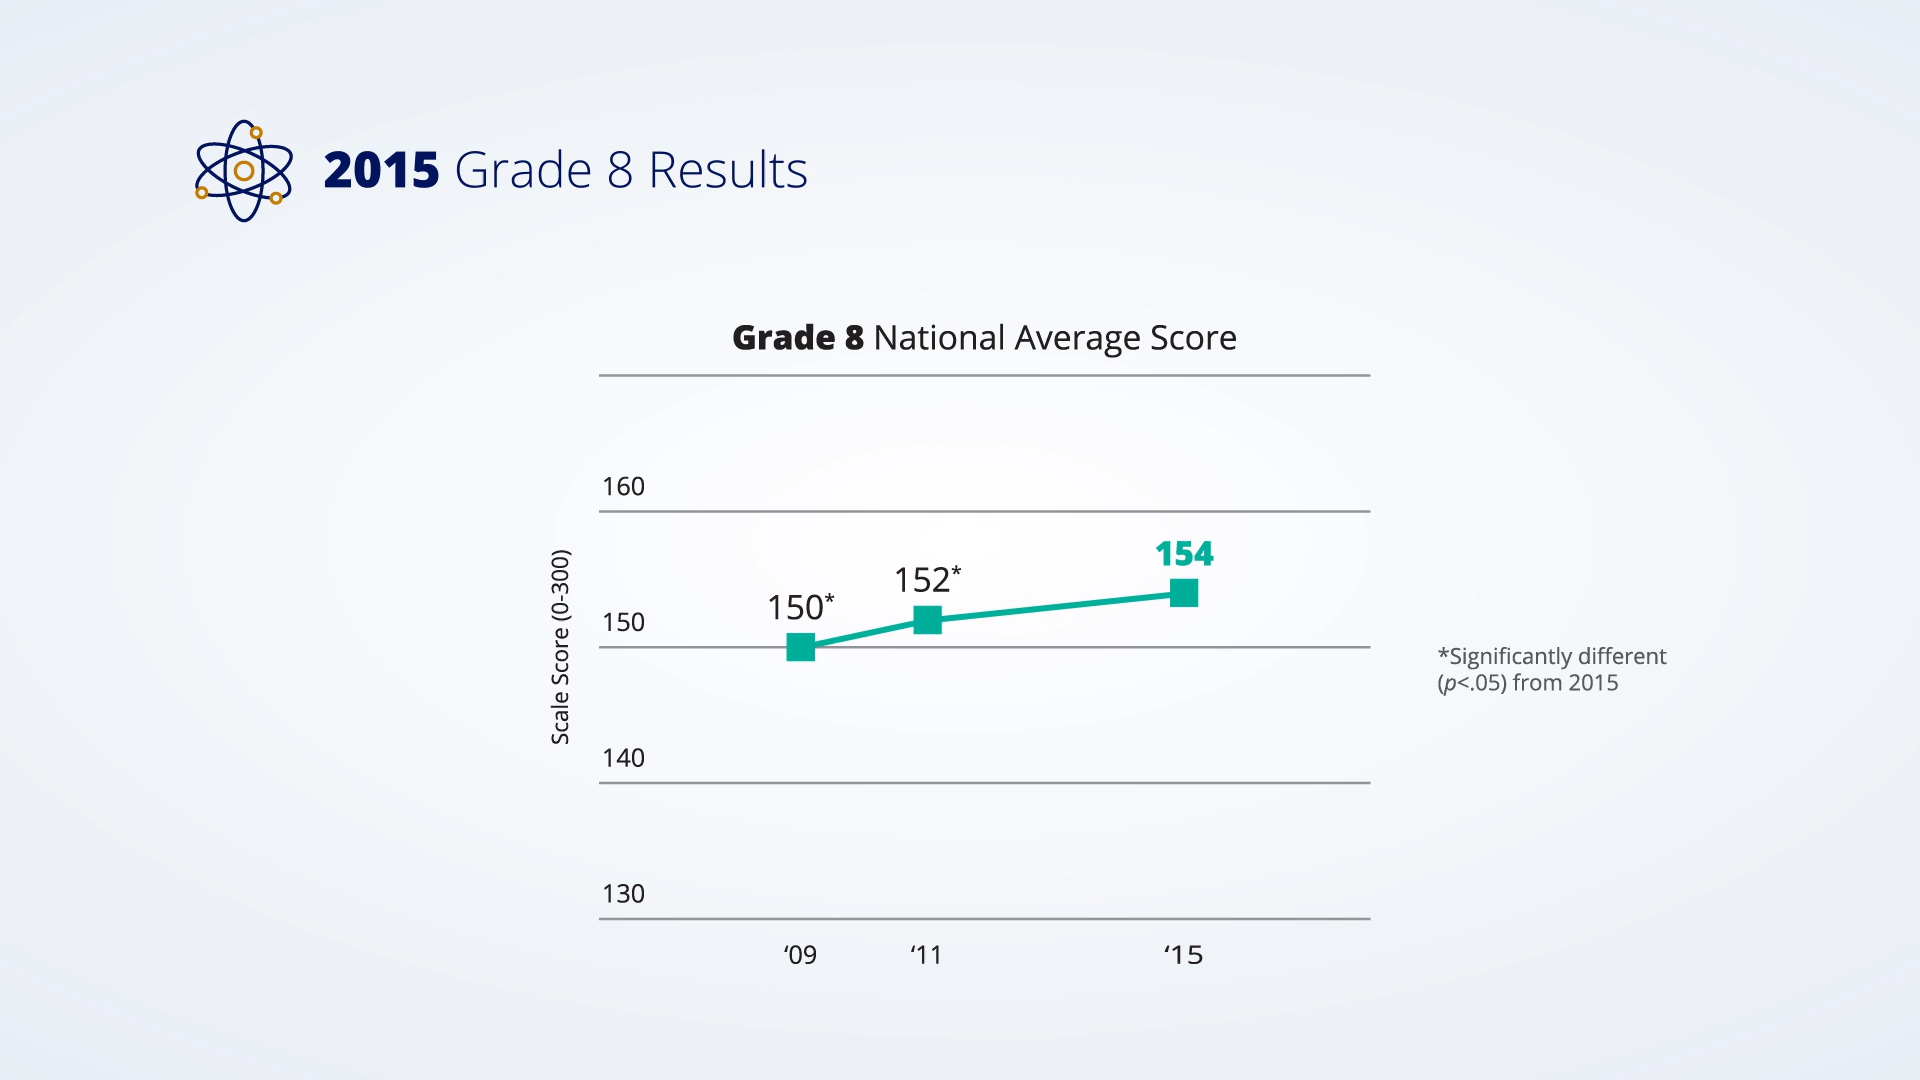 2015 Grade 8 Results
Grade 8 National Average Score
160
150
140
130
Scale Score (0-300)
150*
152*
154
‘09
‘11
‘15
*Significantly different
(p<.05) from 2015